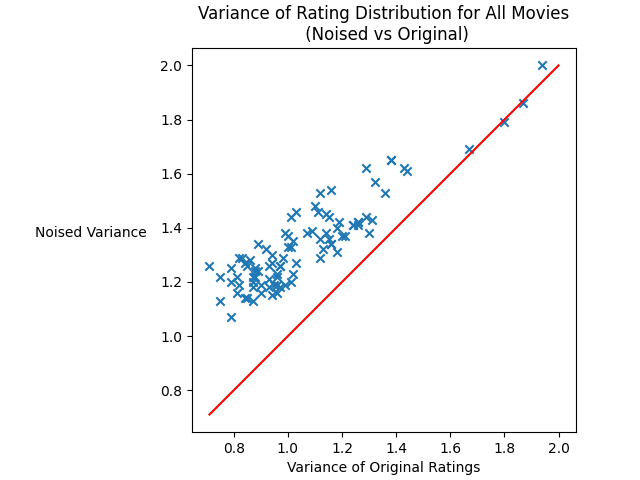 Variance of Rating Distribution for All Movies
(Noised vs Original)
2.0
1.8
1.6
1.4
Noised Variance
1.2
1.0
0.8
0.8 1.0 1.2 1.4 1.6 1.8 2.0
Variance of Original Ratings